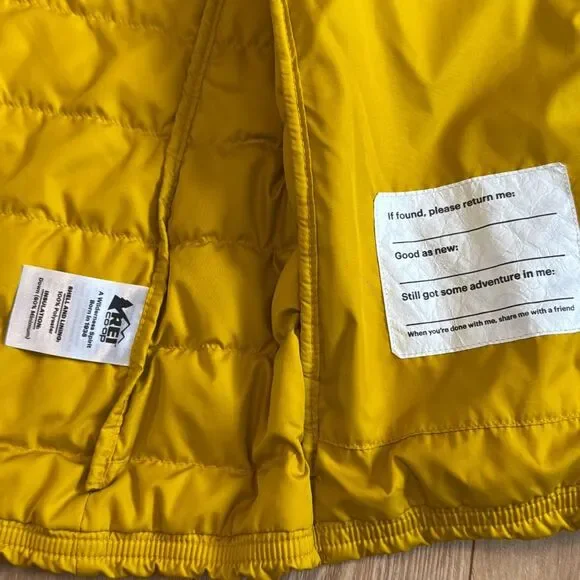 REI
co·op
A Wilderness Spirit
Born in 1938
SHELL AND LINING:
100% Polyester
INSULATION:
Down (80% Minimum)
If found, please return me:
Good as new:
Still got some adventure in me:
When you're done with me, share me with a friend